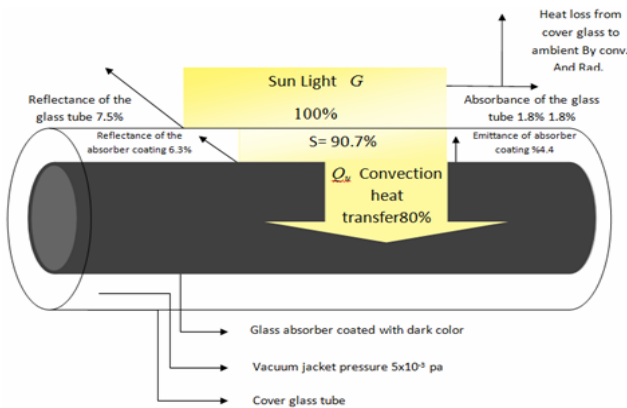 Heat loss from
cover glass to
ambient By conv.
And Rad.
Sun Light G
100%
Reflectance of the
glass tube 7.5%
Absorbance of the glass
tube 1.8% 1.8%
Reflectance of the
absorber coating 6.3%
S= 90.7%
Emittance of absorber
coating %4.4
Qu Convection
heat
transfer80%
Glass absorber coated with dark color
Vacuum jacket pressure 5x10⁻³ pa
Cover glass tube